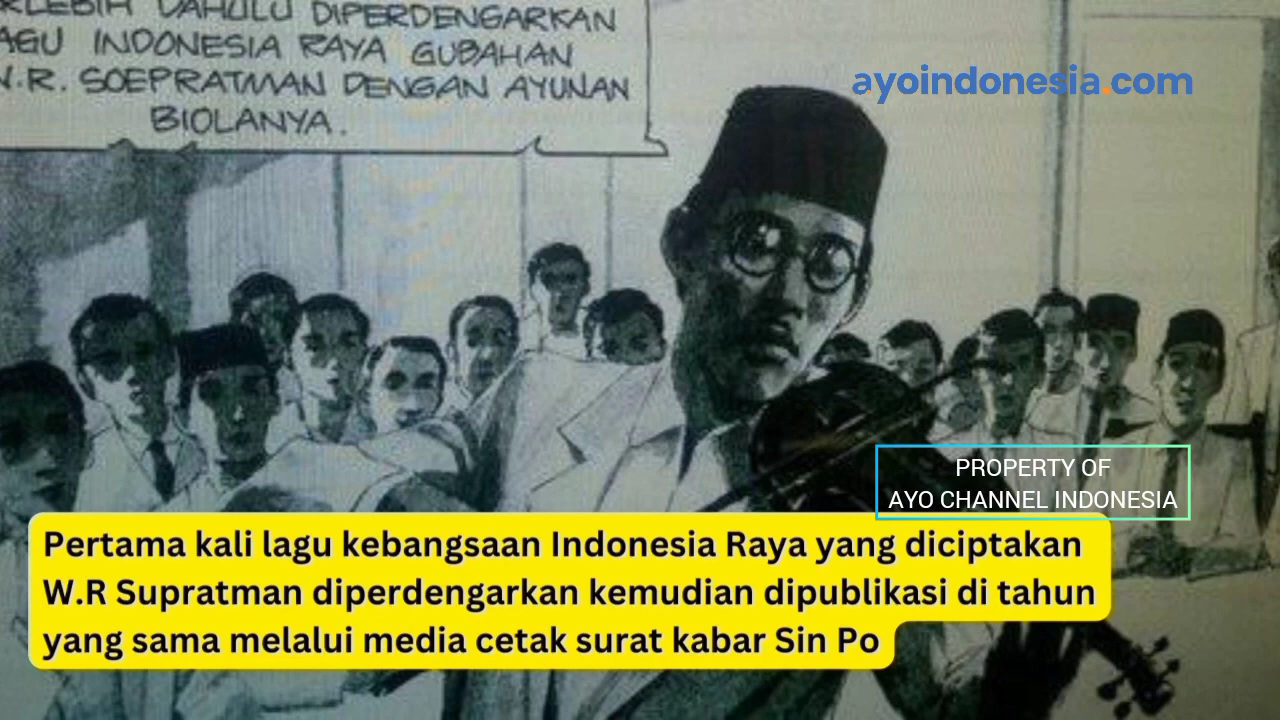 DAHULU DIPERDENGARKAN
INDONESIA RAYA GUBAHAN
.R. SOEPRATMAN DENGAN AYUNAN
BIOLANYA.
ayoindonesia.com
PROPERTY OF
AYO CHANNEL INDONESIA
Pertama kali lagu kebangsaan Indonesia Raya yang diciptakan
W.R Supratman diperdengarkan kemudian dipublikasi di tahun
yang sama melalui media cetak surat kabar Sin Po